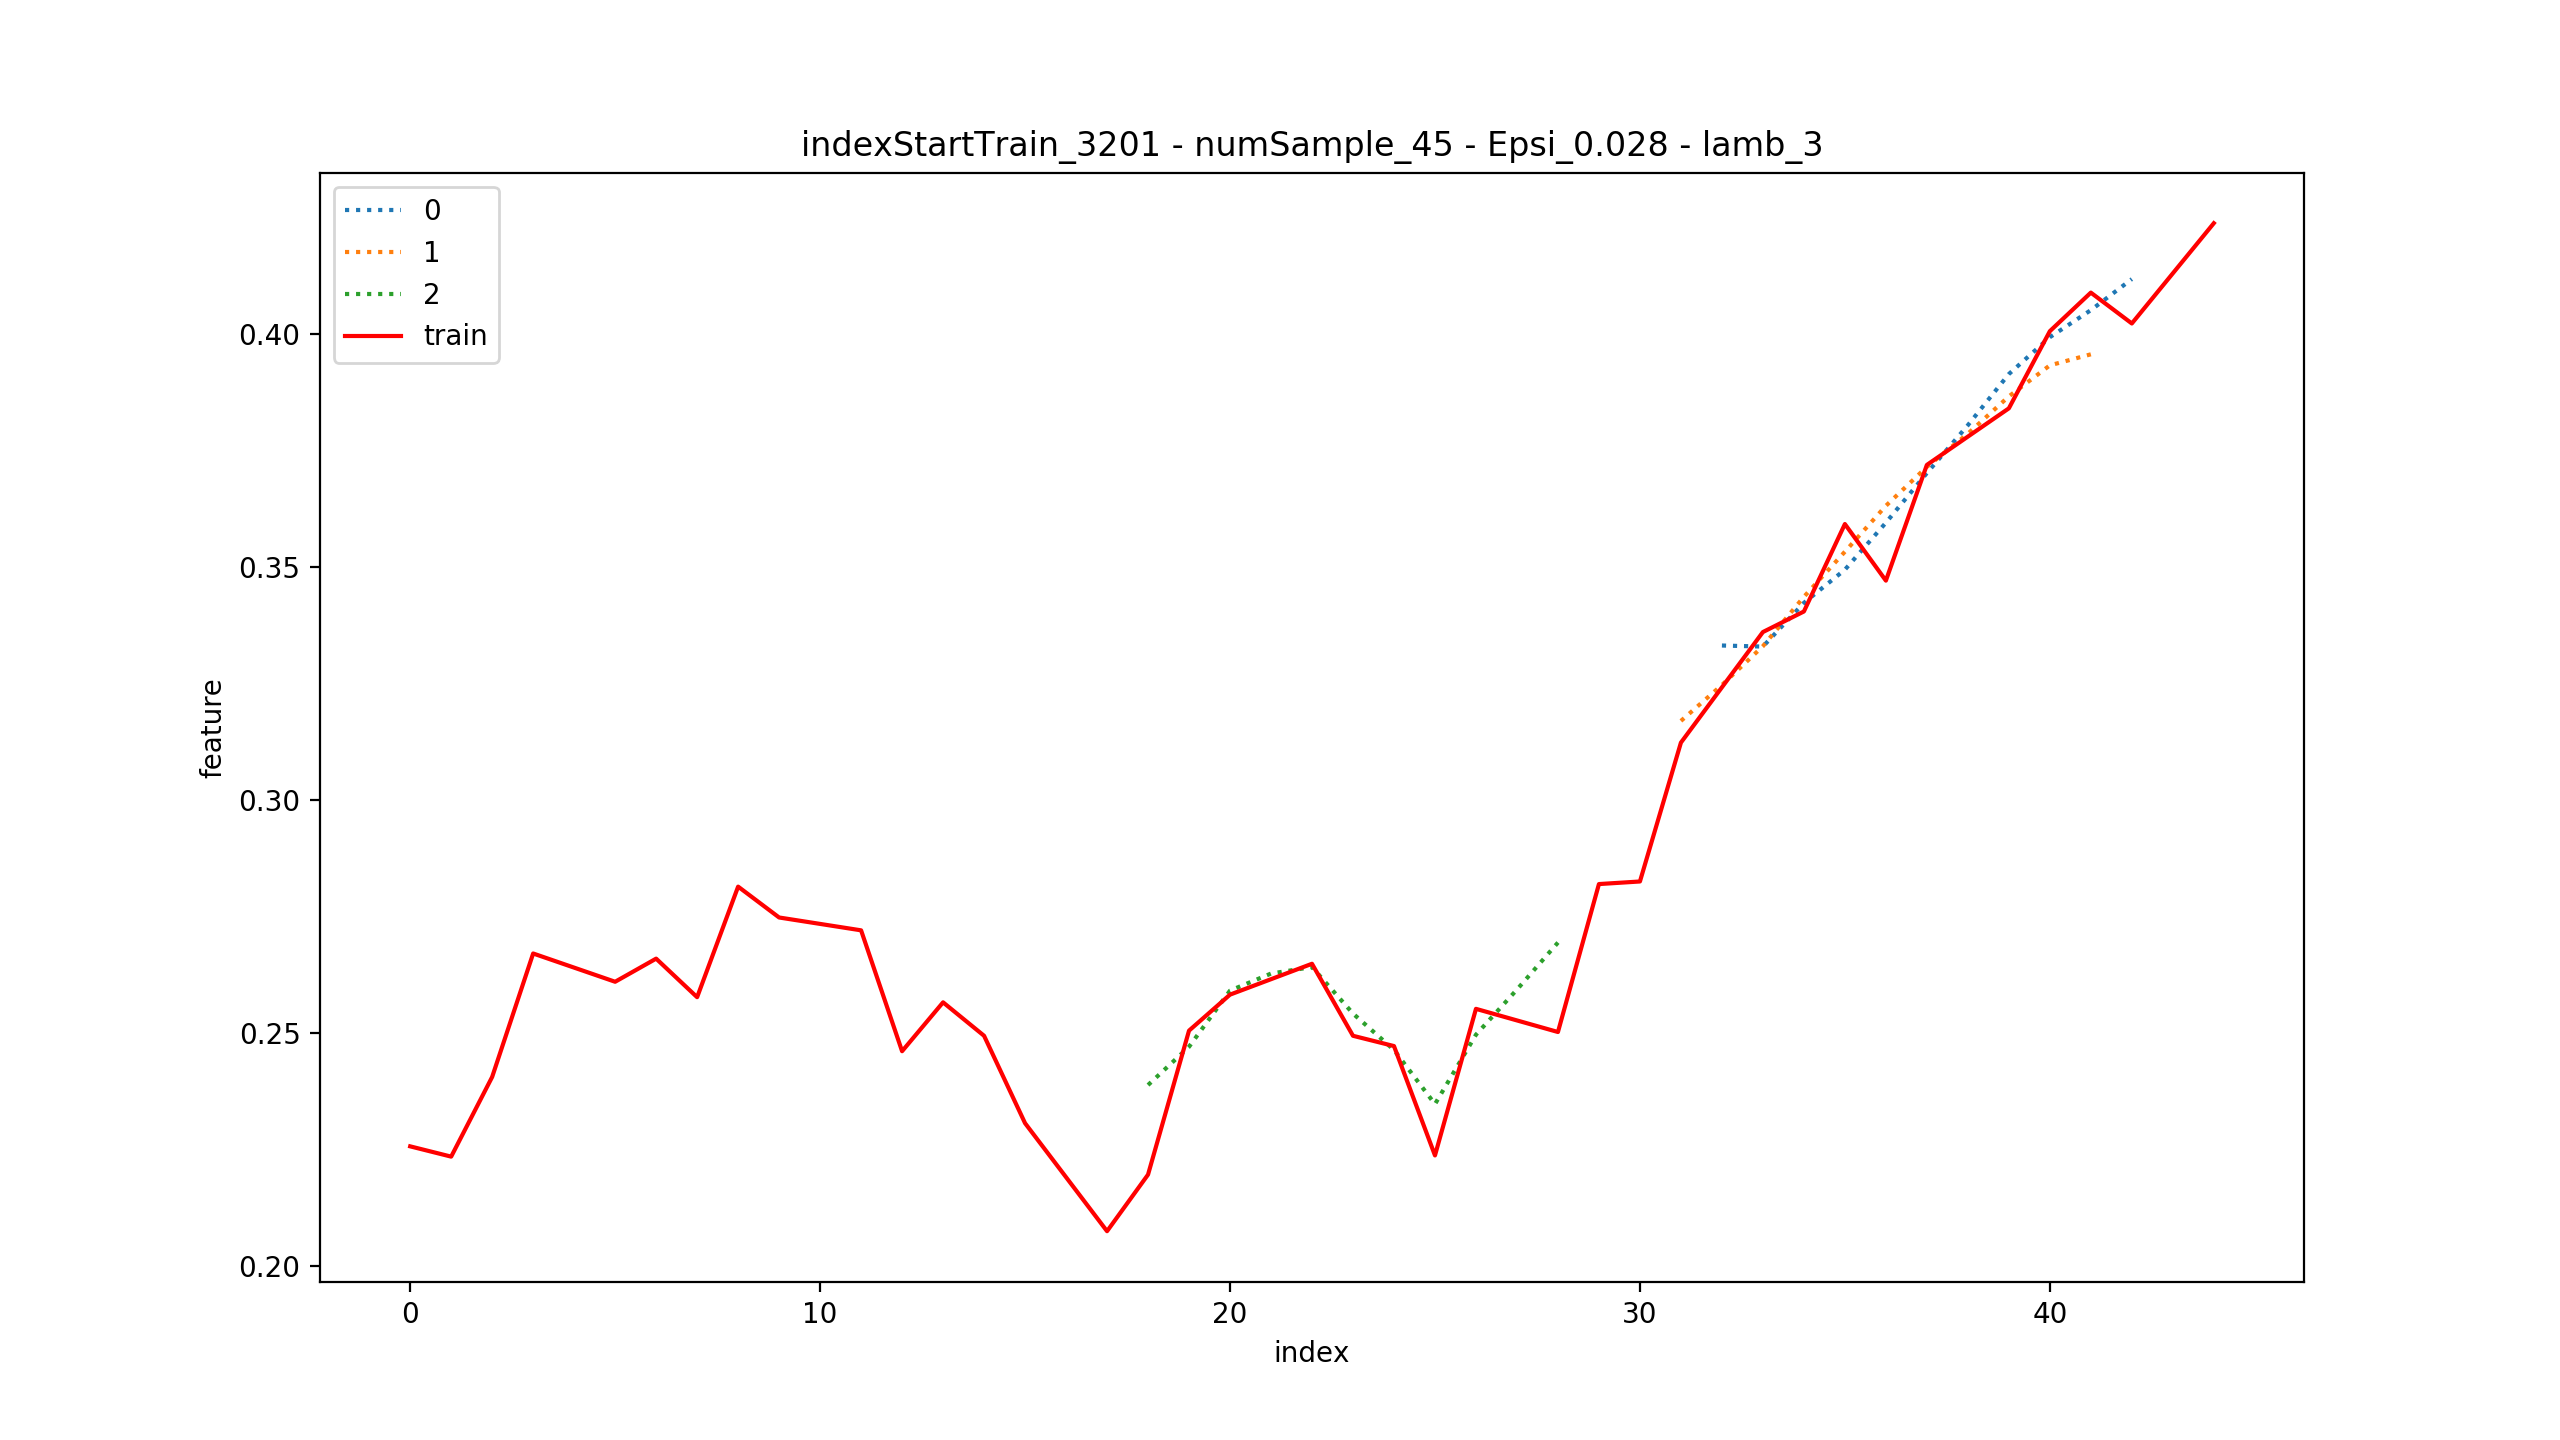 indexStartTrain_3201 - numSample_45 - Epsi_0.028 - lamb_3
0
1
2
train
0.40
0.35
0.30
0.25
0.20
feature
0 10 20 30 40
index